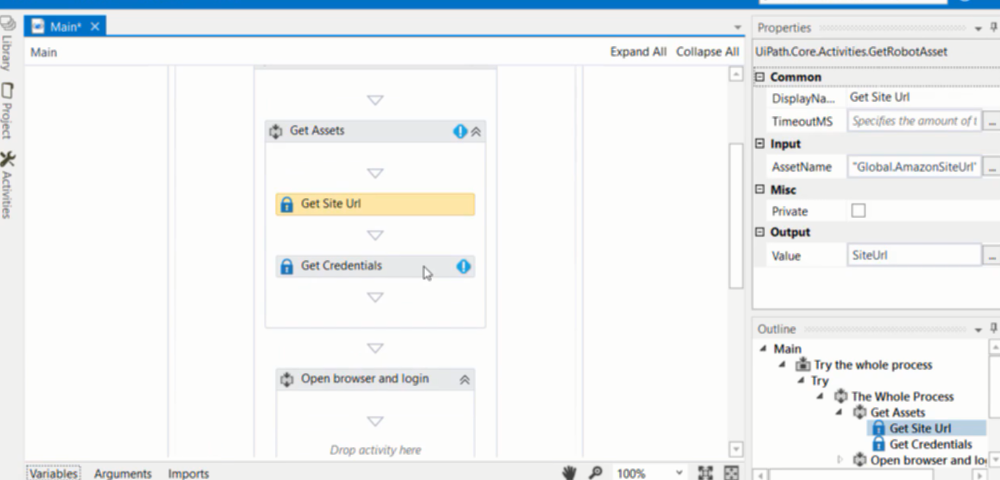 Main*
Main
Expand All Collapse All
Get Assets
Get Site Url
Get Credentials
Open browser and login
Drop activity here
Variables Arguments Imports
100%
Library
Project
Activities
Properties
UiPath.Core.Activities.GetRobotAsset
Common
DisplayNa... Get Site Url
TimeoutMS Specifies the amount of t ...
Input
AssetName "Global.AmazonSiteUrl" ...
Misc
Private
Output
Value SiteUrl ...
Outline
Main
Try the whole process
Try
The Whole Process
Get Assets
Get Site Url
Get Credentials
Open browser and lo